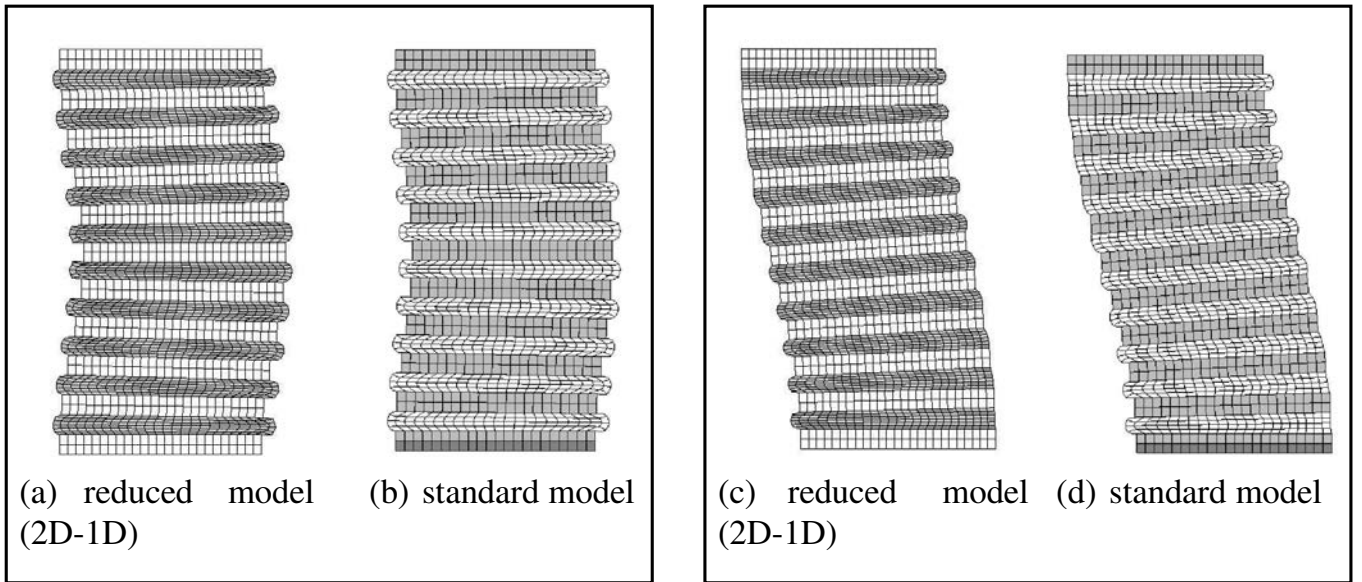 (a) reduced model
(2D-1D)
(b) standard model
(c) reduced model
(2D-1D)
(d) standard model